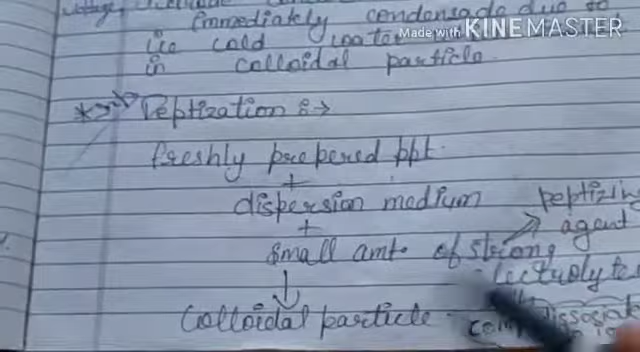 immediately condensade due to
ice cold water
Made with KINEMASTER
in colloidal particle.
Peptization :→
freshly prepered ppt.
+
dispersion medium
+
peptizing
agent
small amt. of strong
electrolyte
↓
Colloidal particle